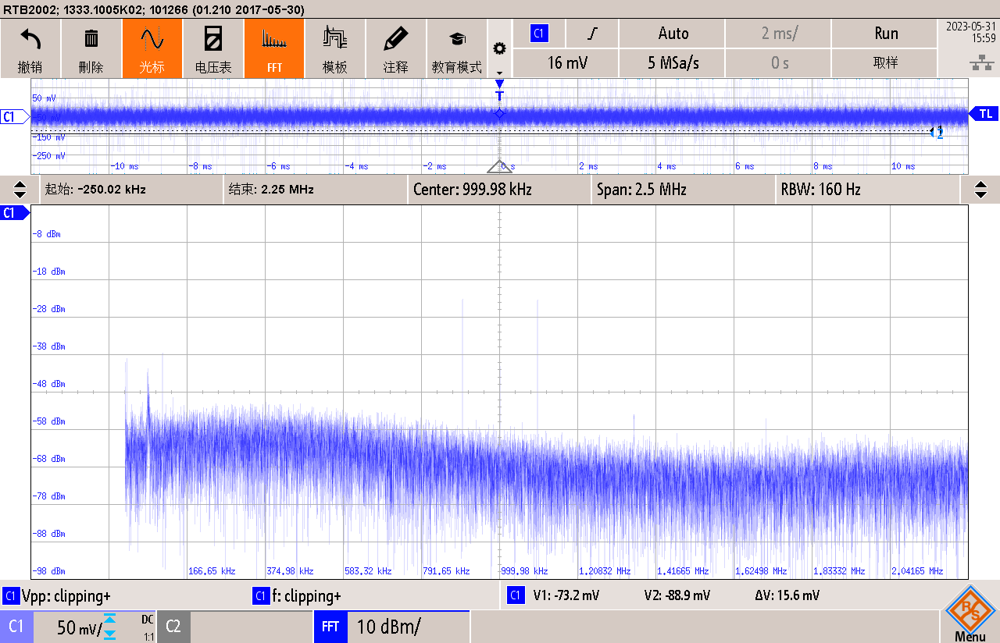 RTB2002; 1333.1005K02; 101266 (01.210 2017-05-30)
撤销 刪除 光标 电压表 FFT 模板 注释 教育模式
C1 Auto 2 ms/ Run
16 mV 5 MSa/s 0 s 取样
2023-05-31
15:59
50 mV
C1 -50 mV T TL
-150 mV 1 2
-250 mV
-10 ms -8 ms -6 ms -4 ms -2 ms 0 s 2 ms 4 ms 6 ms 8 ms 10 ms
起始: -250.02 kHz 结束: 2.25 MHz Center: 999.98 kHz Span: 2.5 MHz RBW: 160 Hz
C1
-8 dBm
-18 dBm
-28 dBm
-38 dBm
-48 dBm
-58 dBm
-68 dBm
-78 dBm
-88 dBm
-98 dBm 166,65 kHz 374,98 kHz 583,32 kHz 791,65 kHz 999,98 kHz 1,20832 MHz 1,41665 MHz 1,62498 MHz 1,83332 MHz 2,04165 MHz
C1 Vpp: clipping+ C1 f: clipping+ C1 V1: -73.2 mV V2: -88.9 mV ΔV: 15.6 mV
C1 50 mV/ DC 1:1 C2 FFT 10 dBm/
R S
Menu